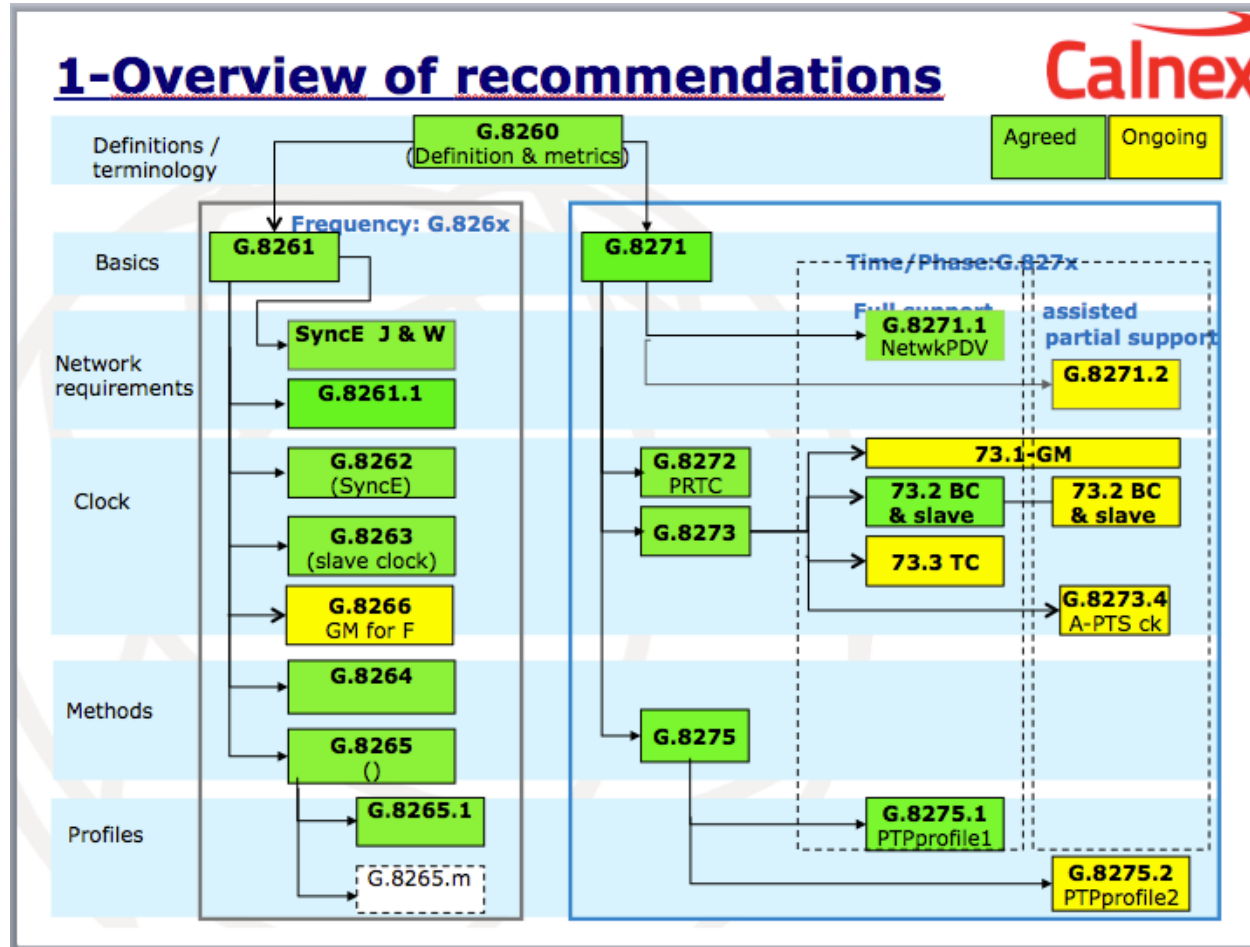 1-Overview of recommendations
Calnex
Definitions /
terminology
G.8260
(Definition & metrics)
Agreed
Ongoing
Frequency: G.826x
Time/Phase:G.827x
Basics
G.8261
G.8271
Full support
assisted
partial support
Network
requirements
SyncE J & W
G.8261.1
G.8271.1
NetwkPDV
G.8271.2
Clock
G.8262
(SyncE)
G.8263
(slave clock)
G.8266
GM for F
G.8272
PRTC
G.8273
73.1-GM
73.2 BC
& slave
73.2 BC
& slave
73.3 TC
G.8273.4
A-PTS ck
Methods
G.8264
G.8265
()
G.8275
Profiles
G.8265.1
G.8265.m
G.8275.1
PTPprofile1
G.8275.2
PTPprofile2